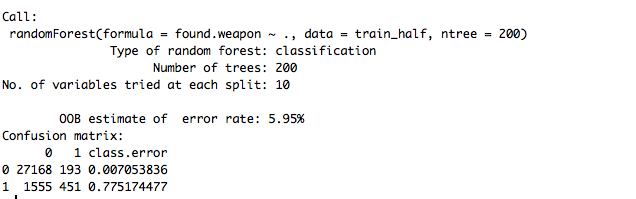 Call:
 randomForest(formula = found.weapon ~ ., data = train_half, ntree = 200)
               Type of random forest: classification
                     Number of trees: 200
No. of variables tried at each split: 10

        OOB estimate of  error rate: 5.95%
Confusion matrix:
      0   1 class.error
0 27168 193 0.007053836
1  1555 451 0.775174477